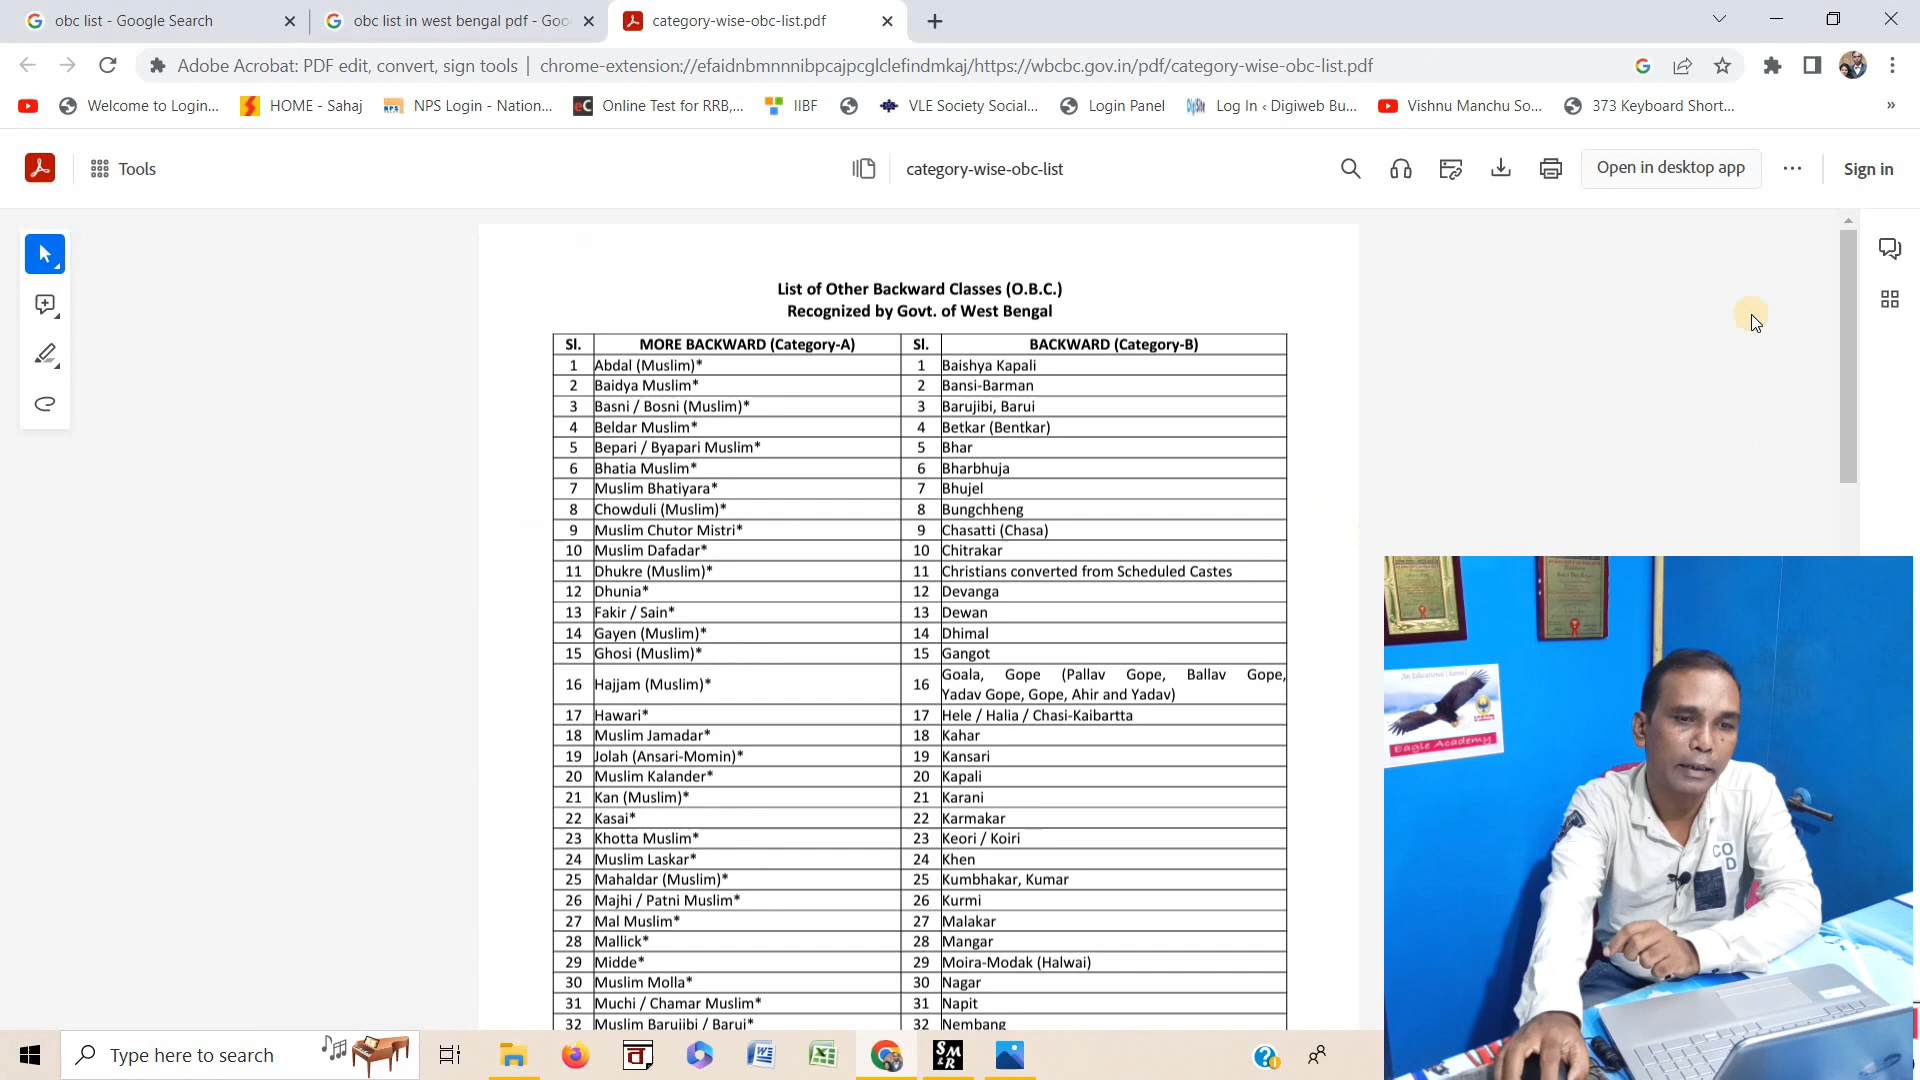 obc list - Google Search
obc list in west bengal pdf - Goo
category-wise-obc-list.pdf
Adobe Acrobat: PDF edit, convert, sign tools | chrome-extension://efaidnbmnnnibpcajpcglclefindmkaj/https://wbcbc.gov.in/pdf/category-wise-obc-list.pdf
Welcome to Login... HOME - Sahaj NPS Login - Nation... Online Test for RRB,... IIBF VLE Society Social... Login Panel Log In ‹ Digiweb Bu... Vishnu Manchu So... 373 Keyboard Short... »
Tools category-wise-obc-list Open in desktop app Sign in
List of Other Backward Classes (O.B.C.)
Recognized by Govt. of West Bengal
Sl. MORE BACKWARD (Category-A) Sl. BACKWARD (Category-B)
1 Abdal (Muslim)* 1 Baishya Kapali
2 Baidya Muslim* 2 Bansi-Barman
3 Basni / Bosni (Muslim)* 3 Barujibi, Barui
4 Beldar Muslim* 4 Betkar (Bentkar)
5 Bepari / Byapari Muslim* 5 Bhar
6 Bhatia Muslim* 6 Bharbhuja
7 Muslim Bhatiyara* 7 Bhujel
8 Chowduli (Muslim)* 8 Bungchheng
9 Muslim Chutor Mistri* 9 Chasatti (Chasa)
10 Muslim Dafadar* 10 Chitrakar
11 Dhukre (Muslim)* 11 Christians converted from Scheduled Castes
12 Dhunia* 12 Devanga
13 Fakir / Sain* 13 Dewan
14 Gayen (Muslim)* 14 Dhimal
15 Ghosi (Muslim)* 15 Gangot
16 Hajjam (Muslim)* 16 Goala, Gope (Pallav Gope, Ballav Gope,
Yadav Gope, Gope, Ahir and Yadav)
17 Hawari* 17 Hele / Halia / Chasi-Kaibartta
18 Muslim Jamadar* 18 Kahar
19 Jolah (Ansari-Momin)* 19 Kansari
20 Muslim Kalander* 20 Kapali
21 Kan (Muslim)* 21 Karani
22 Kasai* 22 Karmakar
23 Khotta Muslim* 23 Keori / Koiri
24 Muslim Laskar* 24 Khen
25 Mahaldar (Muslim)* 25 Kumbhakar, Kumar
26 Majhi / Patni Muslim* 26 Kurmi
27 Mal Muslim* 27 Malakar
28 Mallick* 28 Mangar
29 Midde* 29 Moira-Modak (Halwai)
30 Muslim Molla* 30 Nagar
31 Muchi / Chamar Muslim* 31 Napit
32 Muslim Barujibi / Barui* 32 Nembang
An Educational Channel
Eagle Academy
CO
D
Type here to search
SM
&R